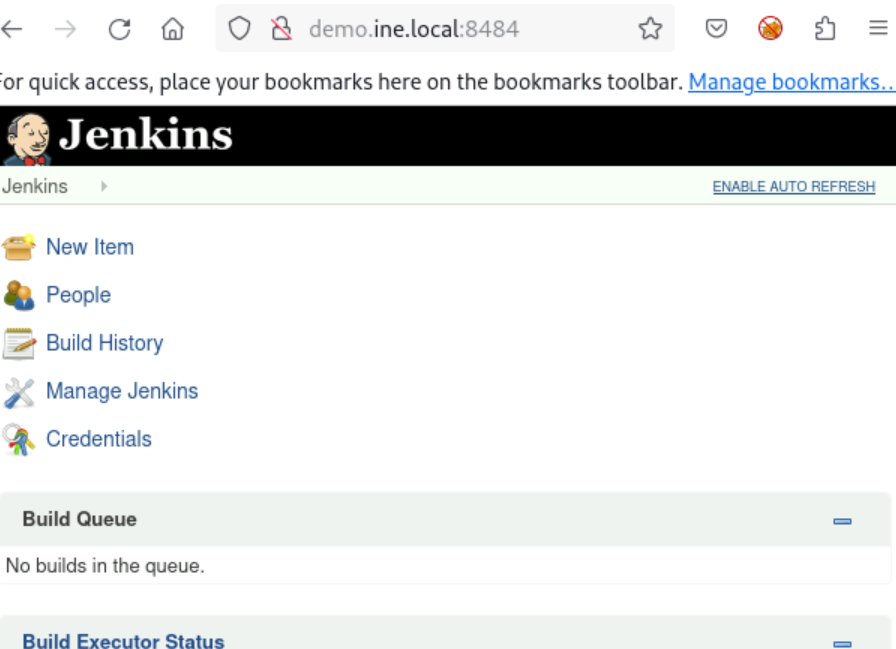 demo.ine.local:8484
For quick access, place your bookmarks here on the bookmarks toolbar. Manage bookmarks…
Jenkins
Jenkins ENABLE AUTO REFRESH
New Item
People
Build History
Manage Jenkins
Credentials
Build Queue
No builds in the queue.
Build Executor Status